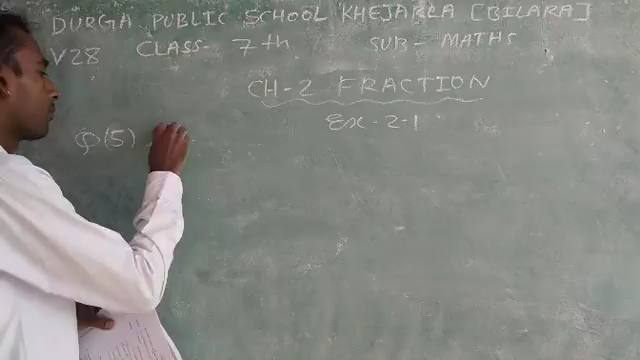 DURGA PUBLIC SCHOOL KHEJARLA [BILARA]
V28 CLASS- 7th SUB- MATHS
CH-2 FRACTION
Ex-2.1
Q(5)